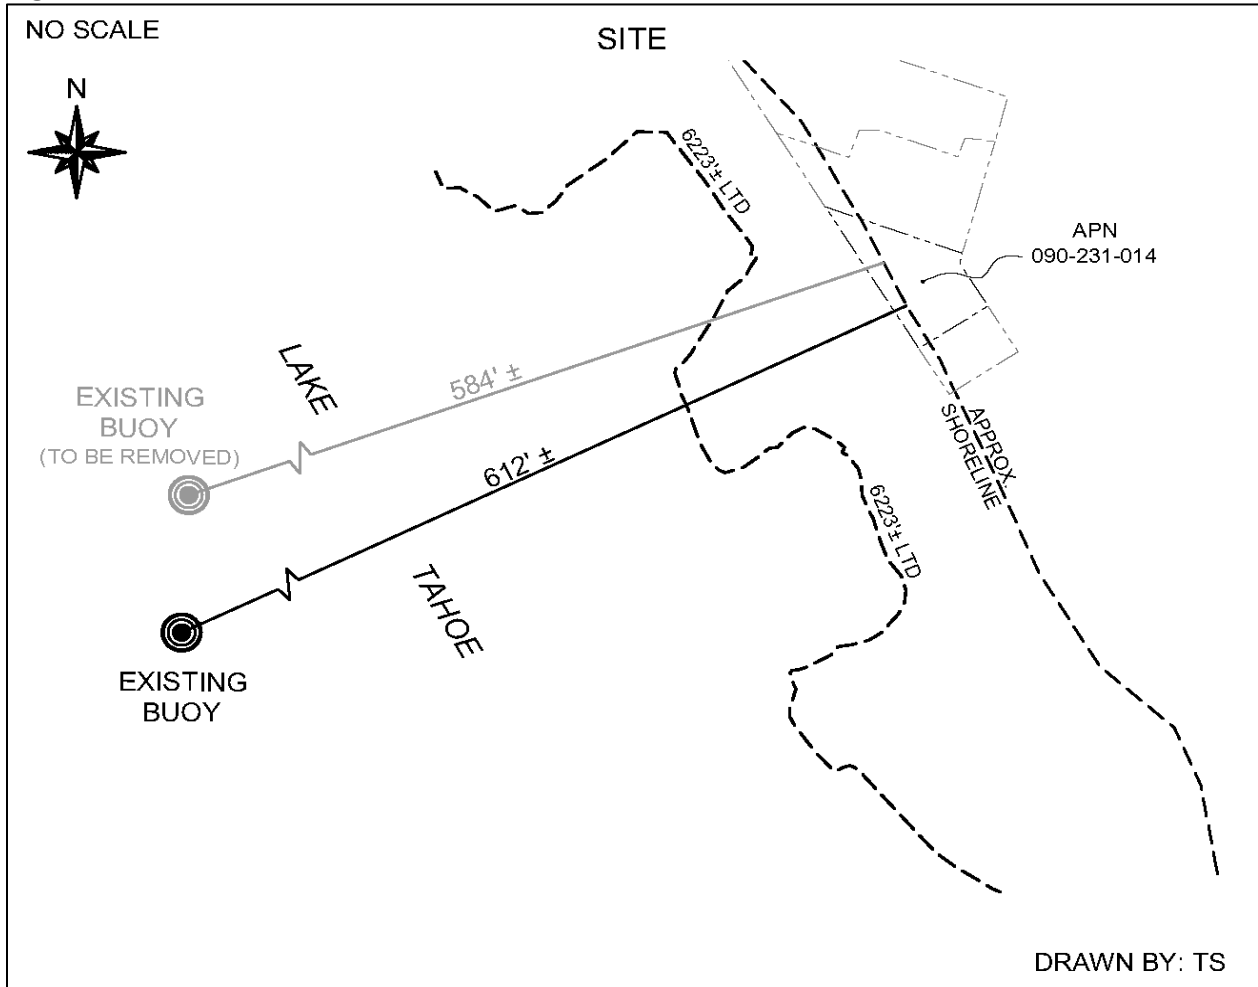 NO SCALE
SITE
N
6223'± LTD
APN
090-231-014
LAKE
584' ±
EXISTING
BUOY
(TO BE REMOVED)
612' ±
APPROX.
SHORELINE
6223'± LTD
TAHOE
EXISTING
BUOY
DRAWN BY: TS